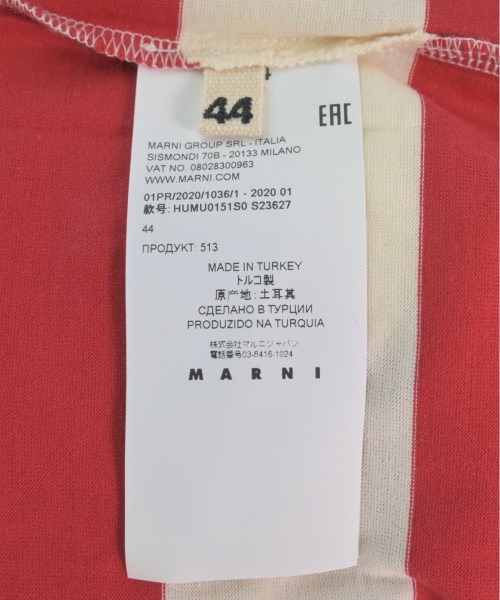 44
EAC
MARNI GROUP SRL - ITALIA
SISMONDI 70B - 20133 MILANO
VAT NO. 08028300963
WWW.MARNI.COM
01PR/2020/1036/1 - 2020 01
款号: HUMU0151S0 S23627
44
ПРОДУКТ: 513
MADE IN TURKEY
トルコ製
原产地: 土耳其
СДЕЛАНО В ТУРЦИИ
PRODUZIDO NA TURQUIA
株式会社マルニジャパン
電話番号03-5416-1024
MARNI